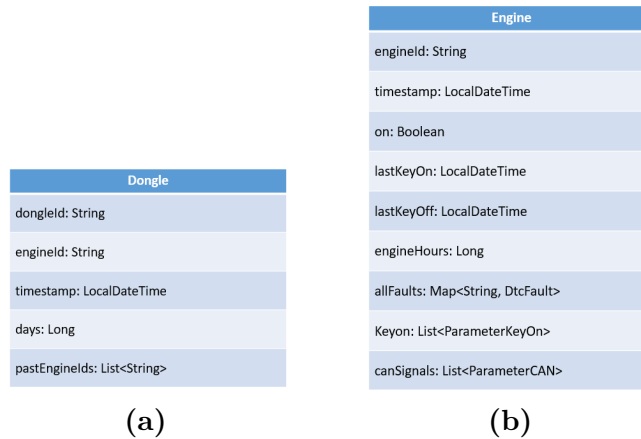 Dongle
dongleId: String
engineId: String
timestamp: LocalDateTime
days: Long
pastEngineIds: List<String>
(a)
Engine
engineId: String
timestamp: LocalDateTime
on: Boolean
lastKeyOn: LocalDateTime
lastKeyOff: LocalDateTime
engineHours: Long
allFaults: Map<String, DtcFault>
Keyon: List<ParameterKeyOn>
canSignals: List<ParameterCAN>
(b)